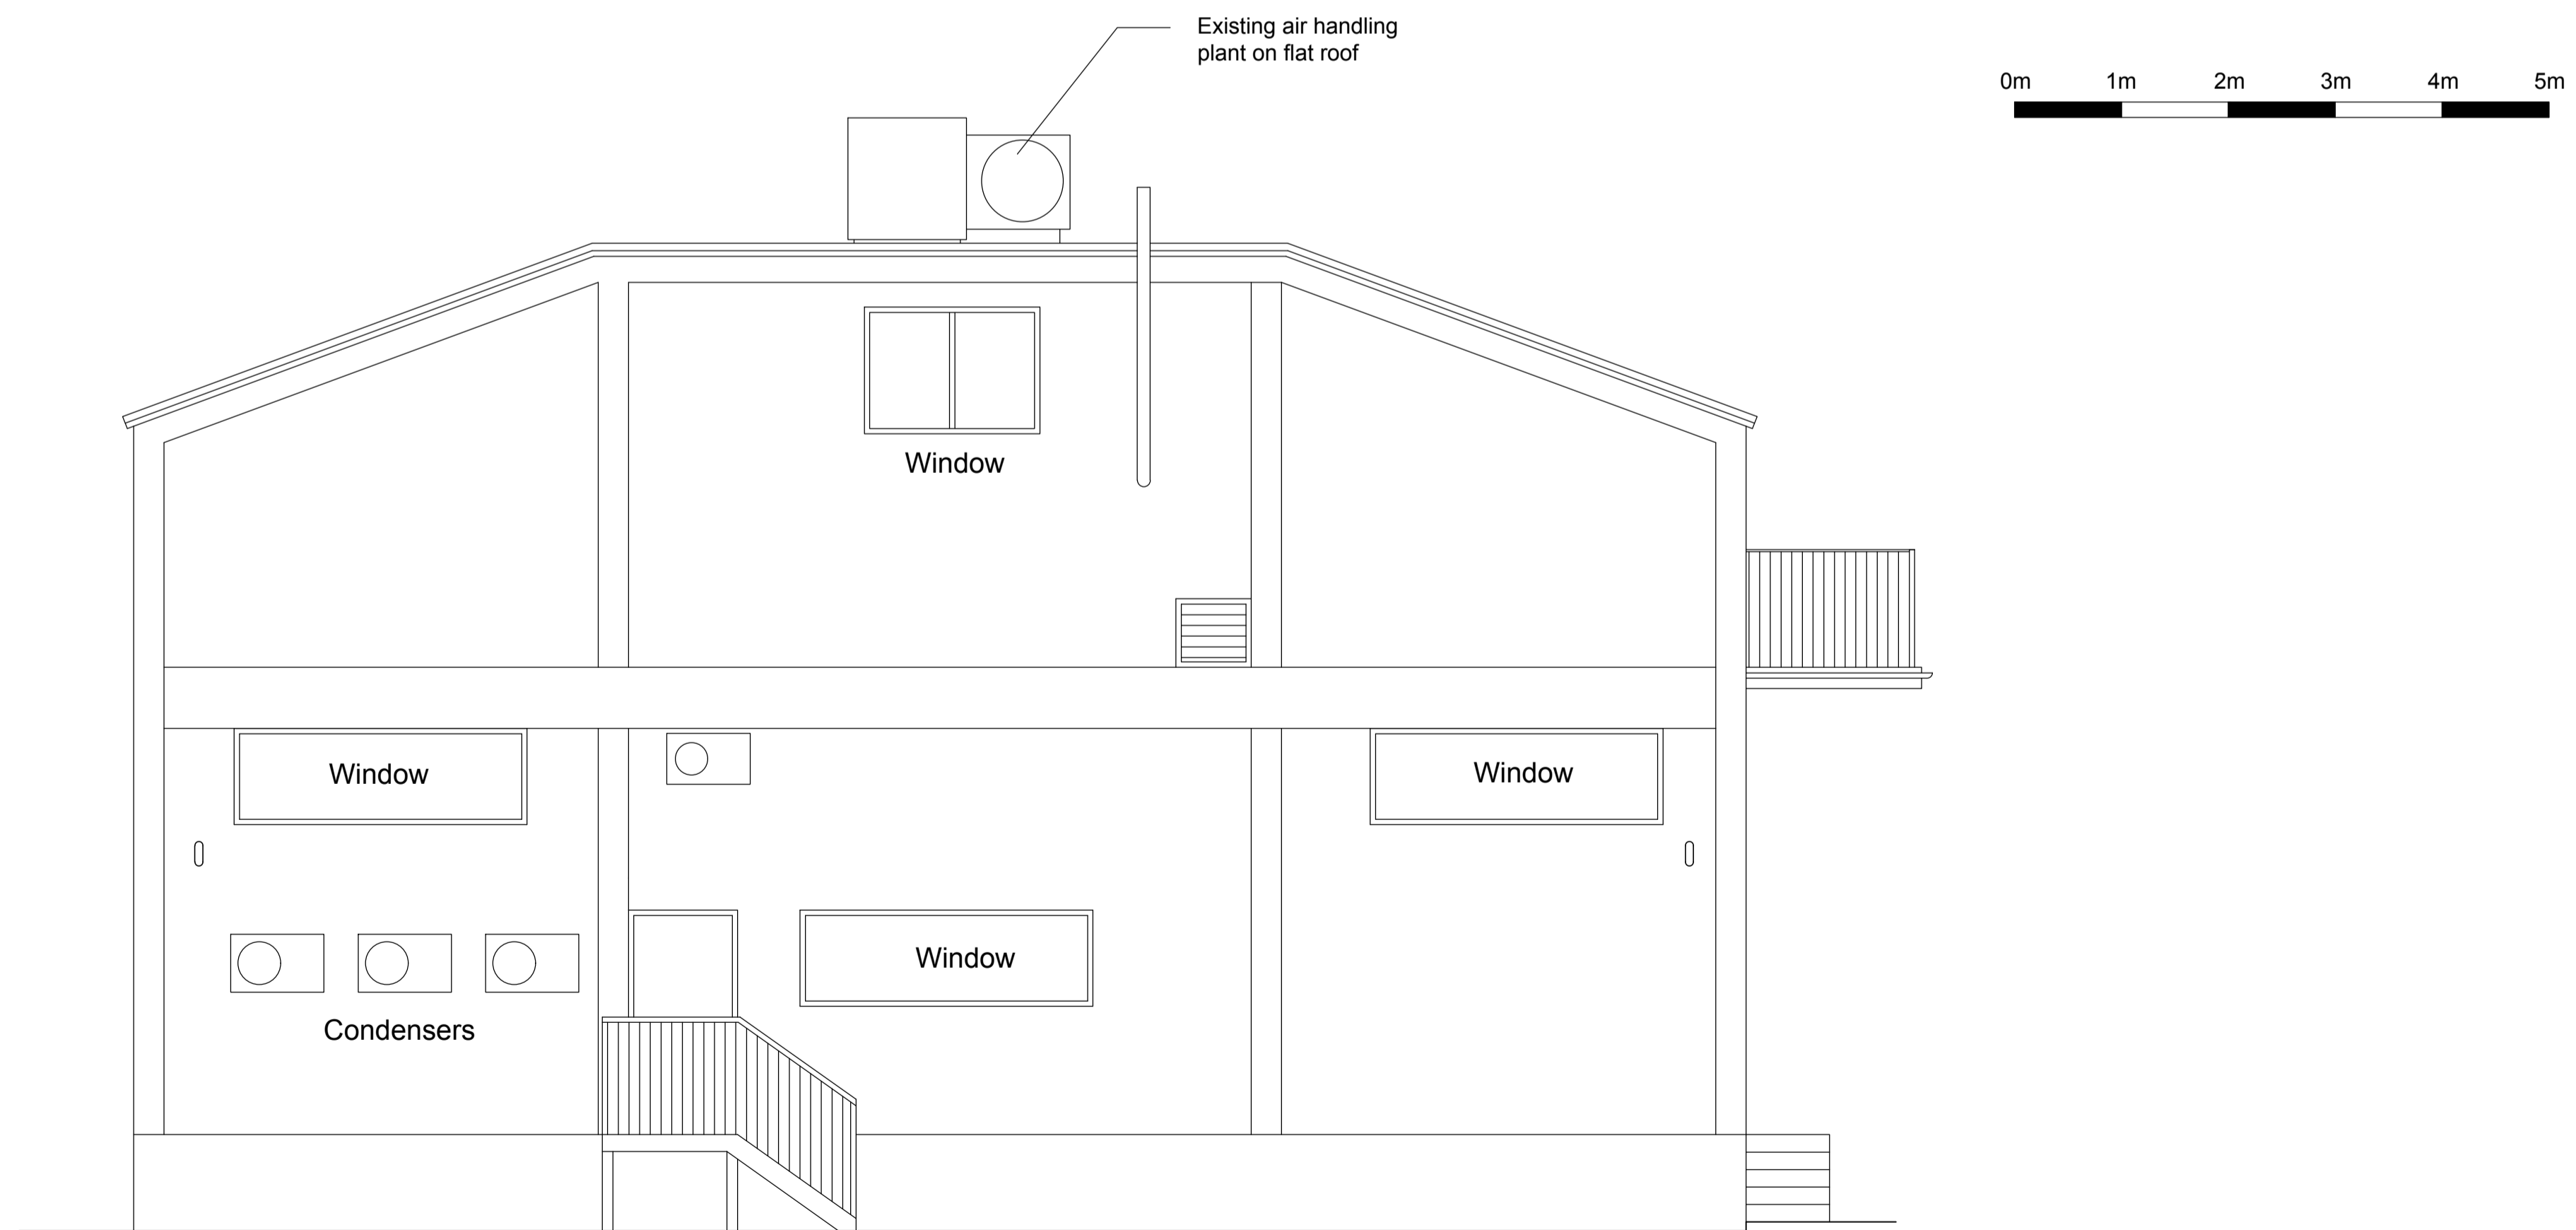 Existing air handling
plant on flat roof
0m 1m 2m 3m 4m 5m
Window
Window
Window
Window
Condensers